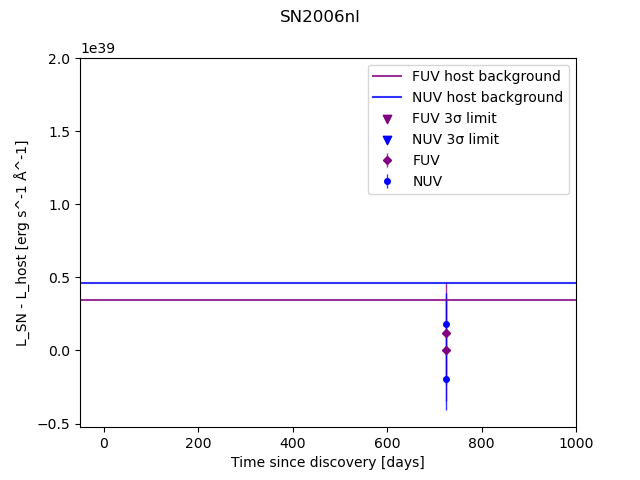 SN2006nl
1e39
2.0
1.5
1.0
0.5
0.0
−0.5
L_SN - L_host [erg s^-1 Å^-1]
FUV host background
NUV host background
FUV 3σ limit
NUV 3σ limit
FUV
NUV
0 200 400 600 800 1000
Time since discovery [days]